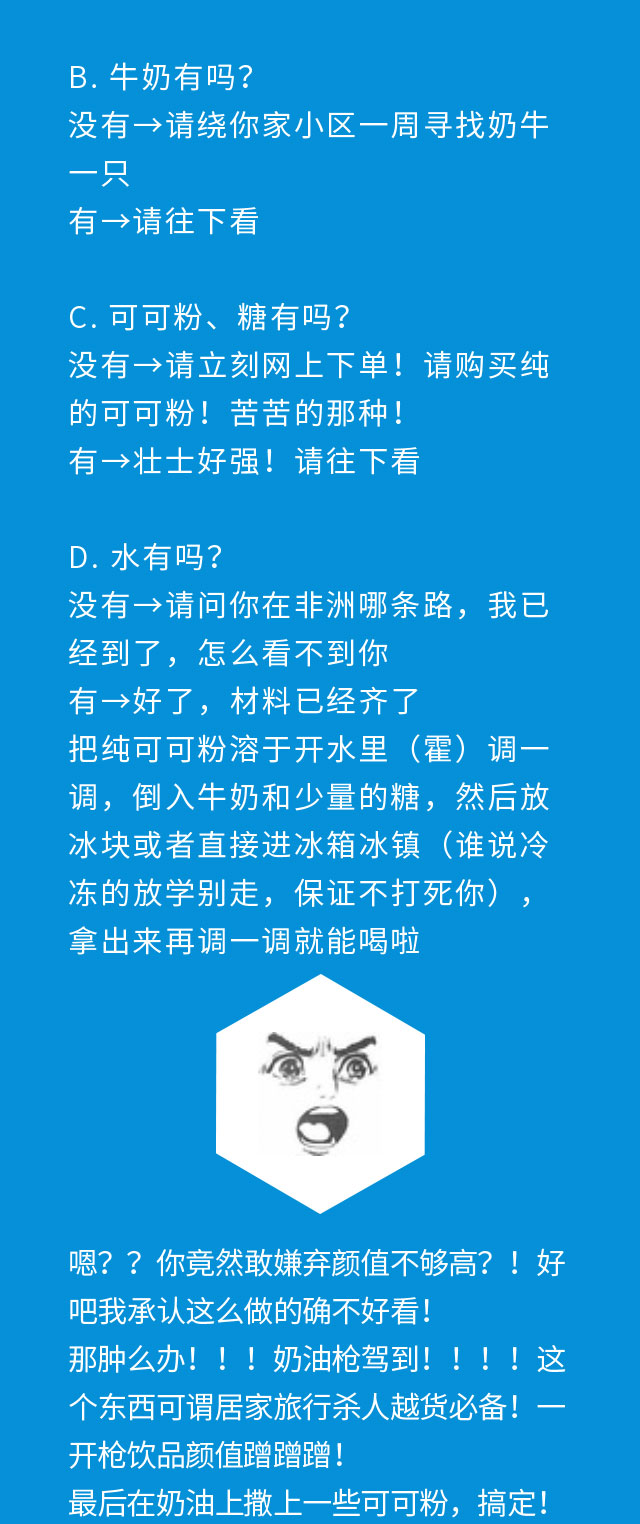 B. 牛奶有吗？
没有→请绕你家小区一周寻找奶牛
一只
有→请往下看
C. 可可粉、糖有吗？
没有→请立刻网上下单！请购买纯
的可可粉！苦苦的那种！
有→壮士好强！请往下看
D. 水有吗？
没有→请问你在非洲哪条路，我已
经到了，怎么看不到你
有→好了，材料已经齐了
把纯可可粉溶于开水里（霍）调一
调，倒入牛奶和少量的糖，然后放
冰块或者直接进冰箱冰镇（谁说冷
冻的放学别走，保证不打死你），
拿出来再调一调就能喝啦
嗯？？你竟然敢嫌弃颜值不够高？！好
吧我承认这么做的确不好看！
那肿么办！！！奶油枪驾到！！！！这
个东西可谓居家旅行杀人越货必备！一
开枪饮品颜值蹭蹭蹭！
最后在奶油上撒上一些可可粉，搞定！